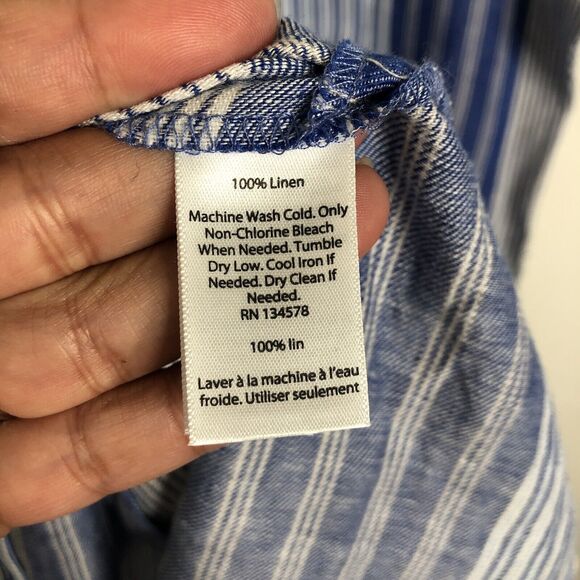 100% Linen
Machine Wash Cold. Only
Non-Chlorine Bleach
When Needed. Tumble
Dry Low. Cool Iron If
Needed. Dry Clean If
Needed.
RN 134578
100% lin
Laver à la machine à l'eau
froide. Utiliser seulement